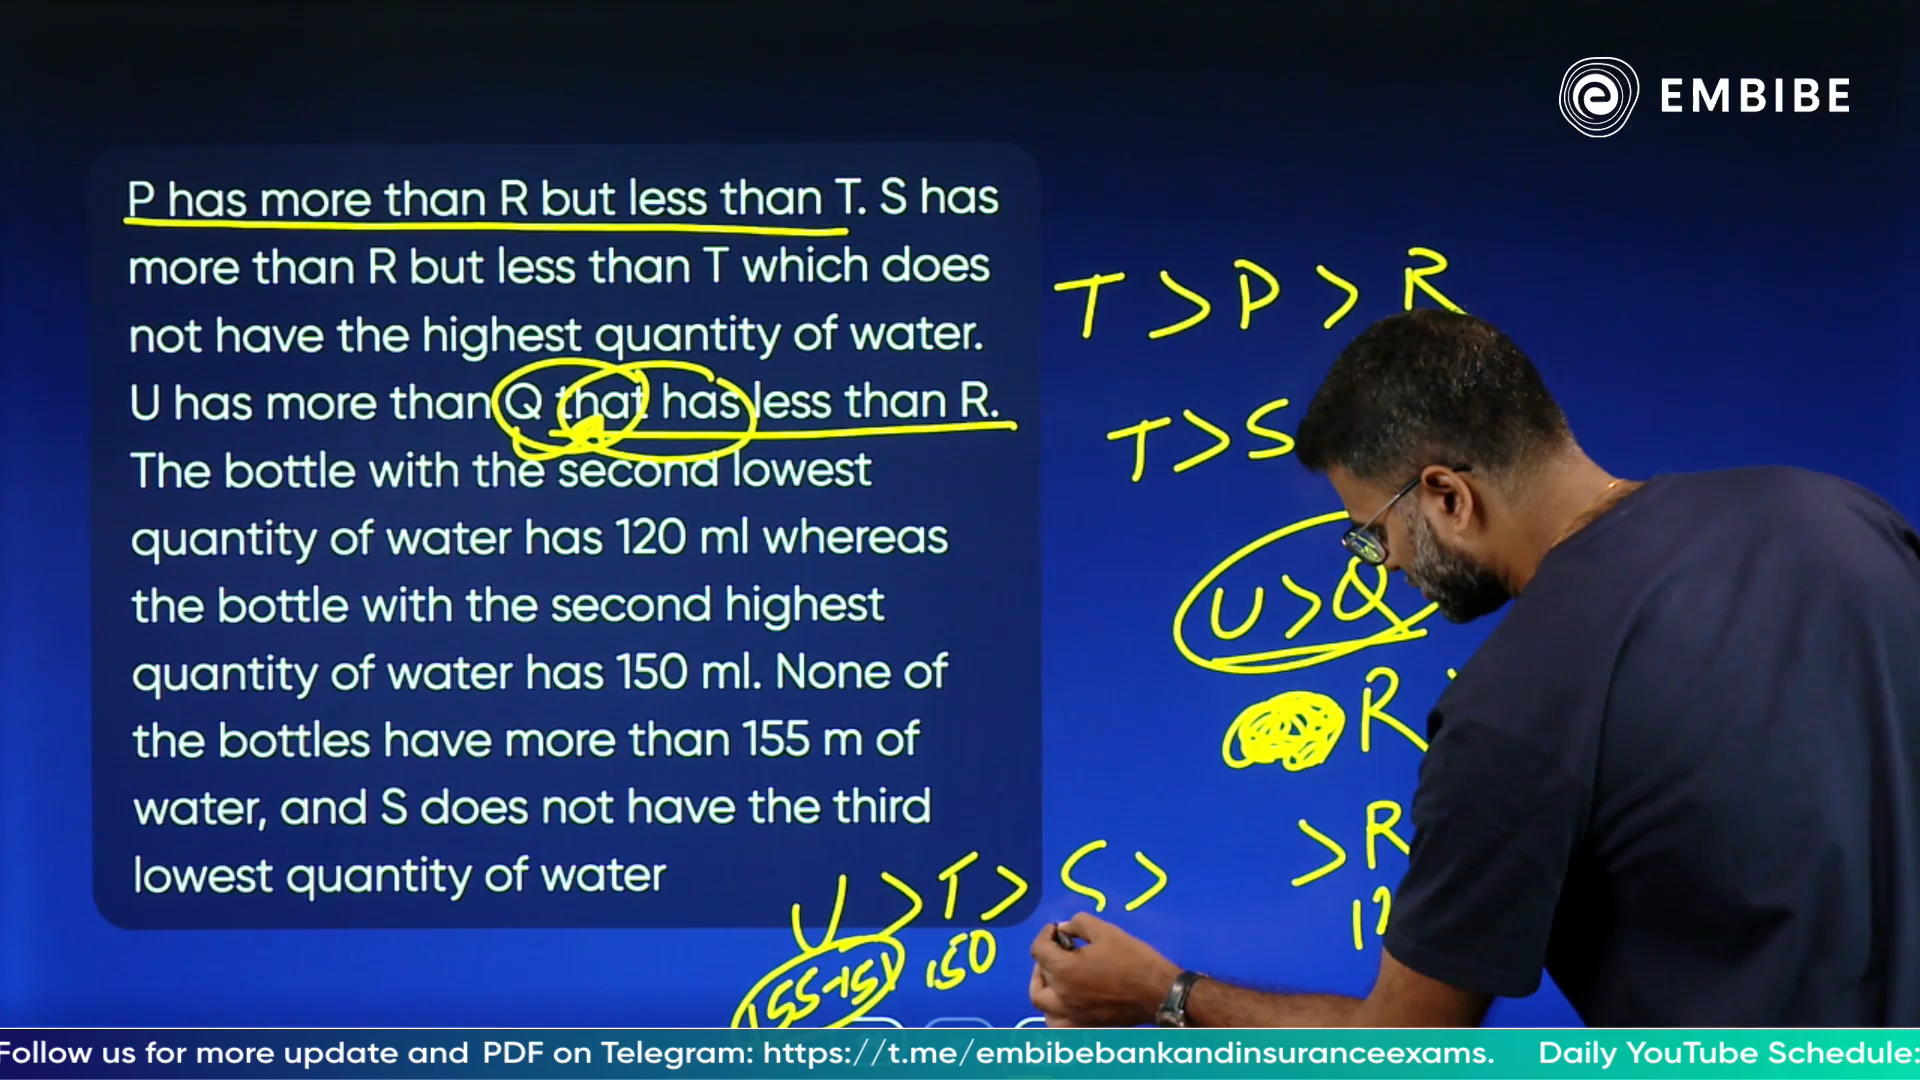 EMBIBE
P has more than R but less than T. S has
more than R but less than T which does
not have the highest quantity of water.
U has more than Q that has less than R.
The bottle with the second lowest
quantity of water has 120 ml whereas
the bottle with the second highest
quantity of water has 150 ml. None of
the bottles have more than 155 m of
water, and S does not have the third
lowest quantity of water
T > P > R
T > S
U > Q
R
U > T > S > > R
155-151 150 12
Follow us for more update and PDF on Telegram: https://t.me/embibebankandinsuranceexams. Daily YouTube Schedule: